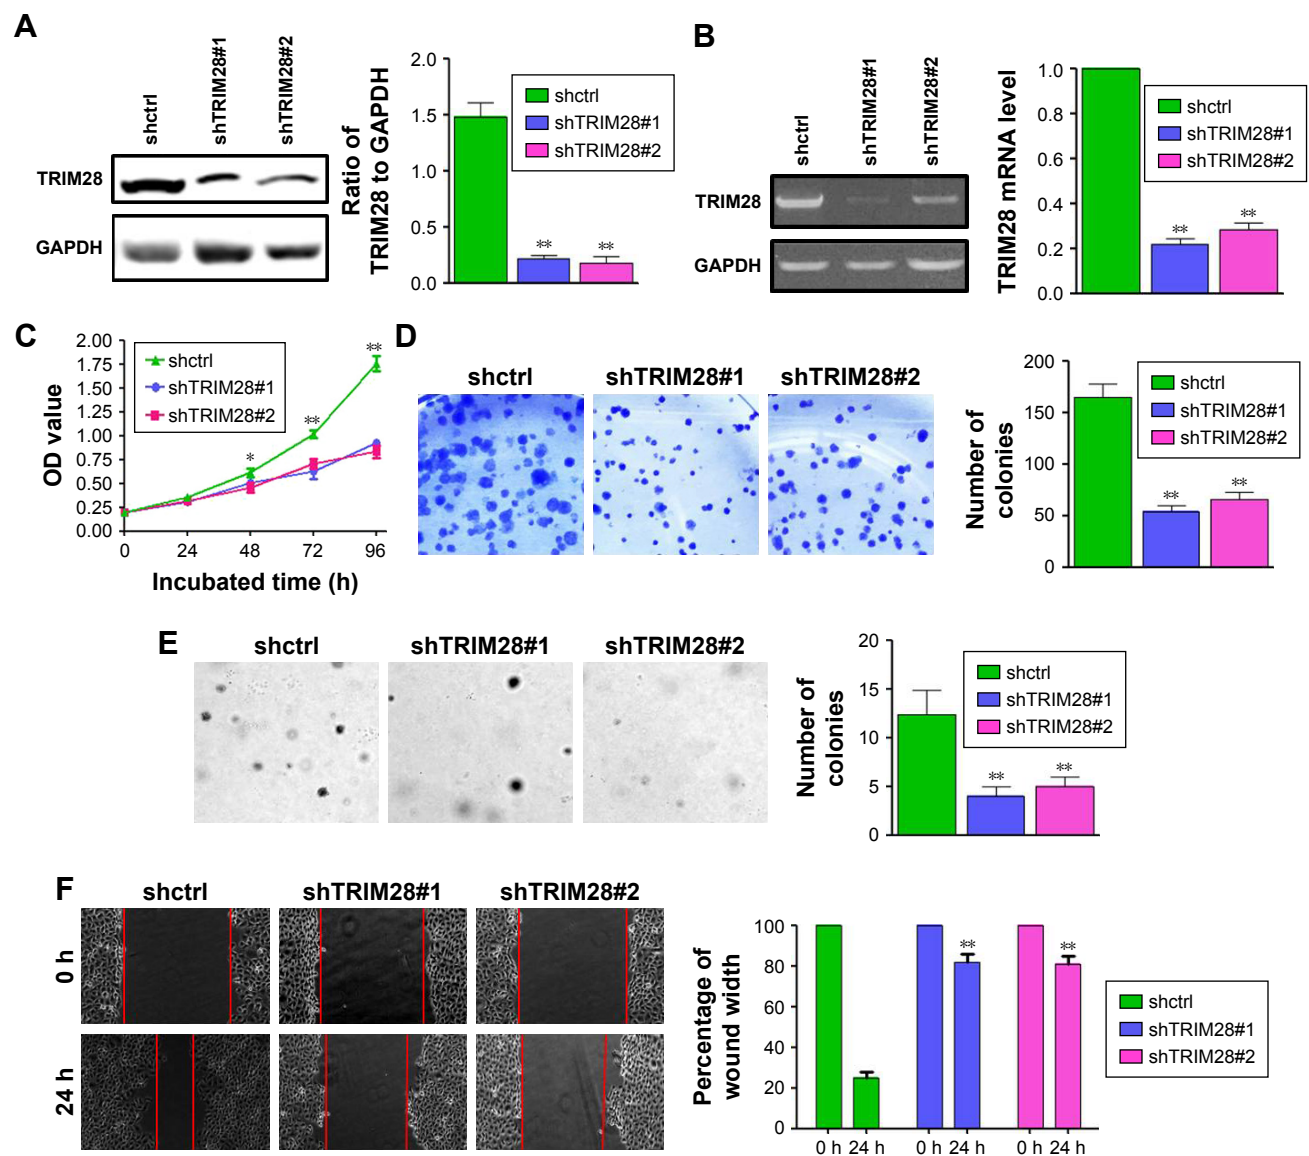 A
shctrl
shTRIM28#1
shTRIM28#2
TRIM28
GAPDH
Ratio of
TRIM28 to GAPDH
2.0
1.5
1.0
0.5
0.0
shctrl
shTRIM28#1
shTRIM28#2
**
**
B
shctrl
shTRIM28#1
shTRIM28#2
TRIM28
GAPDH
TRIM28 mRNA level
1.0
0.8
0.6
0.4
0.2
0.0
shctrl
shTRIM28#1
shTRIM28#2
**
**
C
OD value
2.00
1.75
1.50
1.25
1.00
0.75
0.50
0.25
0.00
shctrl
shTRIM28#1
shTRIM28#2
*
**
**
0 24 48 72 96
Incubated time (h)
D
shctrl shTRIM28#1 shTRIM28#2
Number of
colonies
200
150
100
50
0
shctrl
shTRIM28#1
shTRIM28#2
**
**
E
shctrl shTRIM28#1 shTRIM28#2
Number of
colonies
20
15
10
5
0
shctrl
shTRIM28#1
shTRIM28#2
**
**
F
shctrl shTRIM28#1 shTRIM28#2
0 h
24 h
Percentage of
wound width
100
80
60
40
20
0
**
**
0 h 24 h 0 h 24 h 0 h 24 h
shctrl
shTRIM28#1
shTRIM28#2